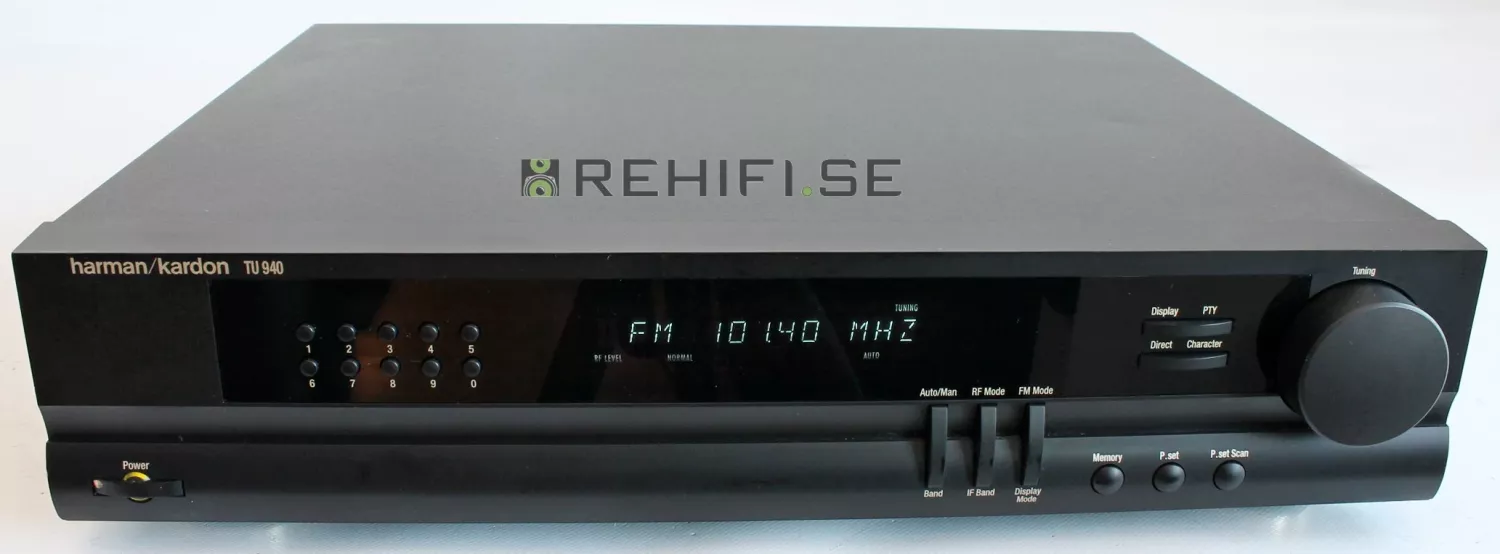 REHIFI.SE
harman/kardon TU 940
Tuning
TUNING
FM 101.40 MHZ
RF LEVEL NORMAL AUTO
1 2 3 4 5
6 7 8 9 0
Display PTY
Direct Character
Auto/Man RF Mode FM Mode
Band IF Band Display Mode
Power
Memory P.set P.set Scan